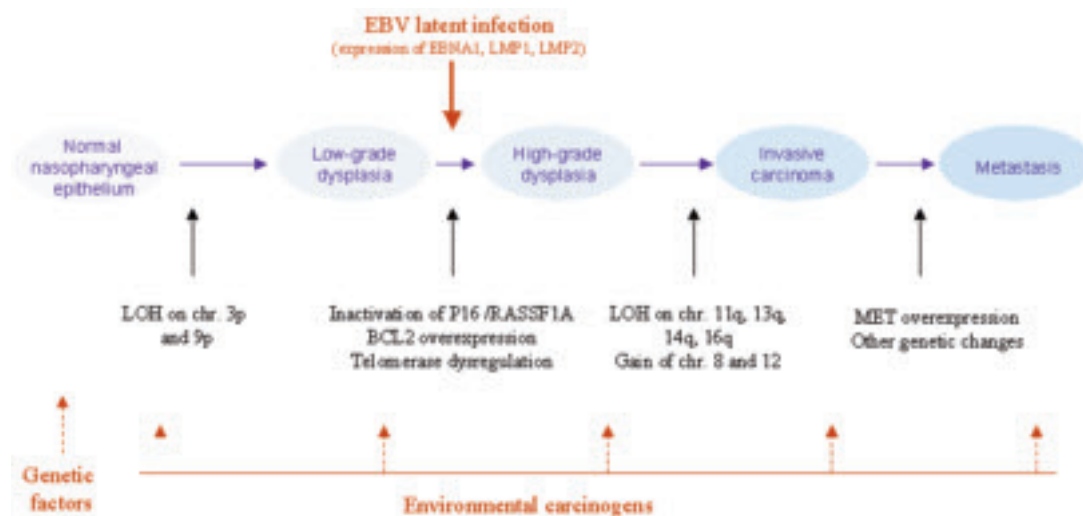 EBV latent infection
(expression of EBNA1, LMP1, LMP2)
Normal
nasopharyngeal
epithelium
Low-grade
dysplasia
High-grade
dysplasia
Invasive
carcinoma
Metastasis
LOH on chr. 3p
and 9p
Inactivation of P16 /RASSF1A
BCL2 overexpression
Telomerase dysregulation
LOH on chr. 11q, 13q,
14q, 16q
Gain of chr. 8 and 12
MET overexpression
Other genetic changes
Genetic
factors
Environmental carcinogens